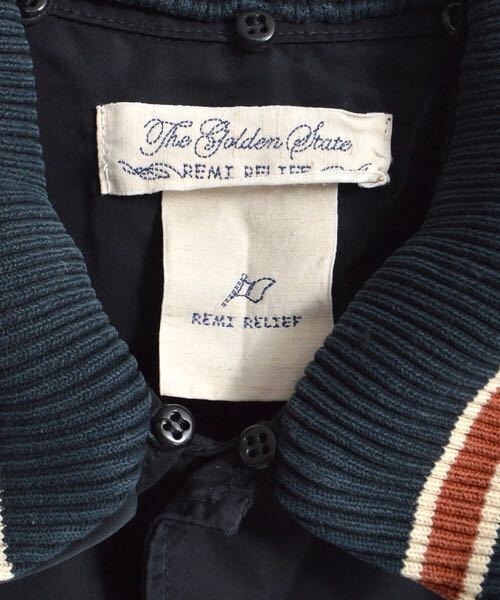 The Golden State
REMI RELIEF
REMI RELIEF